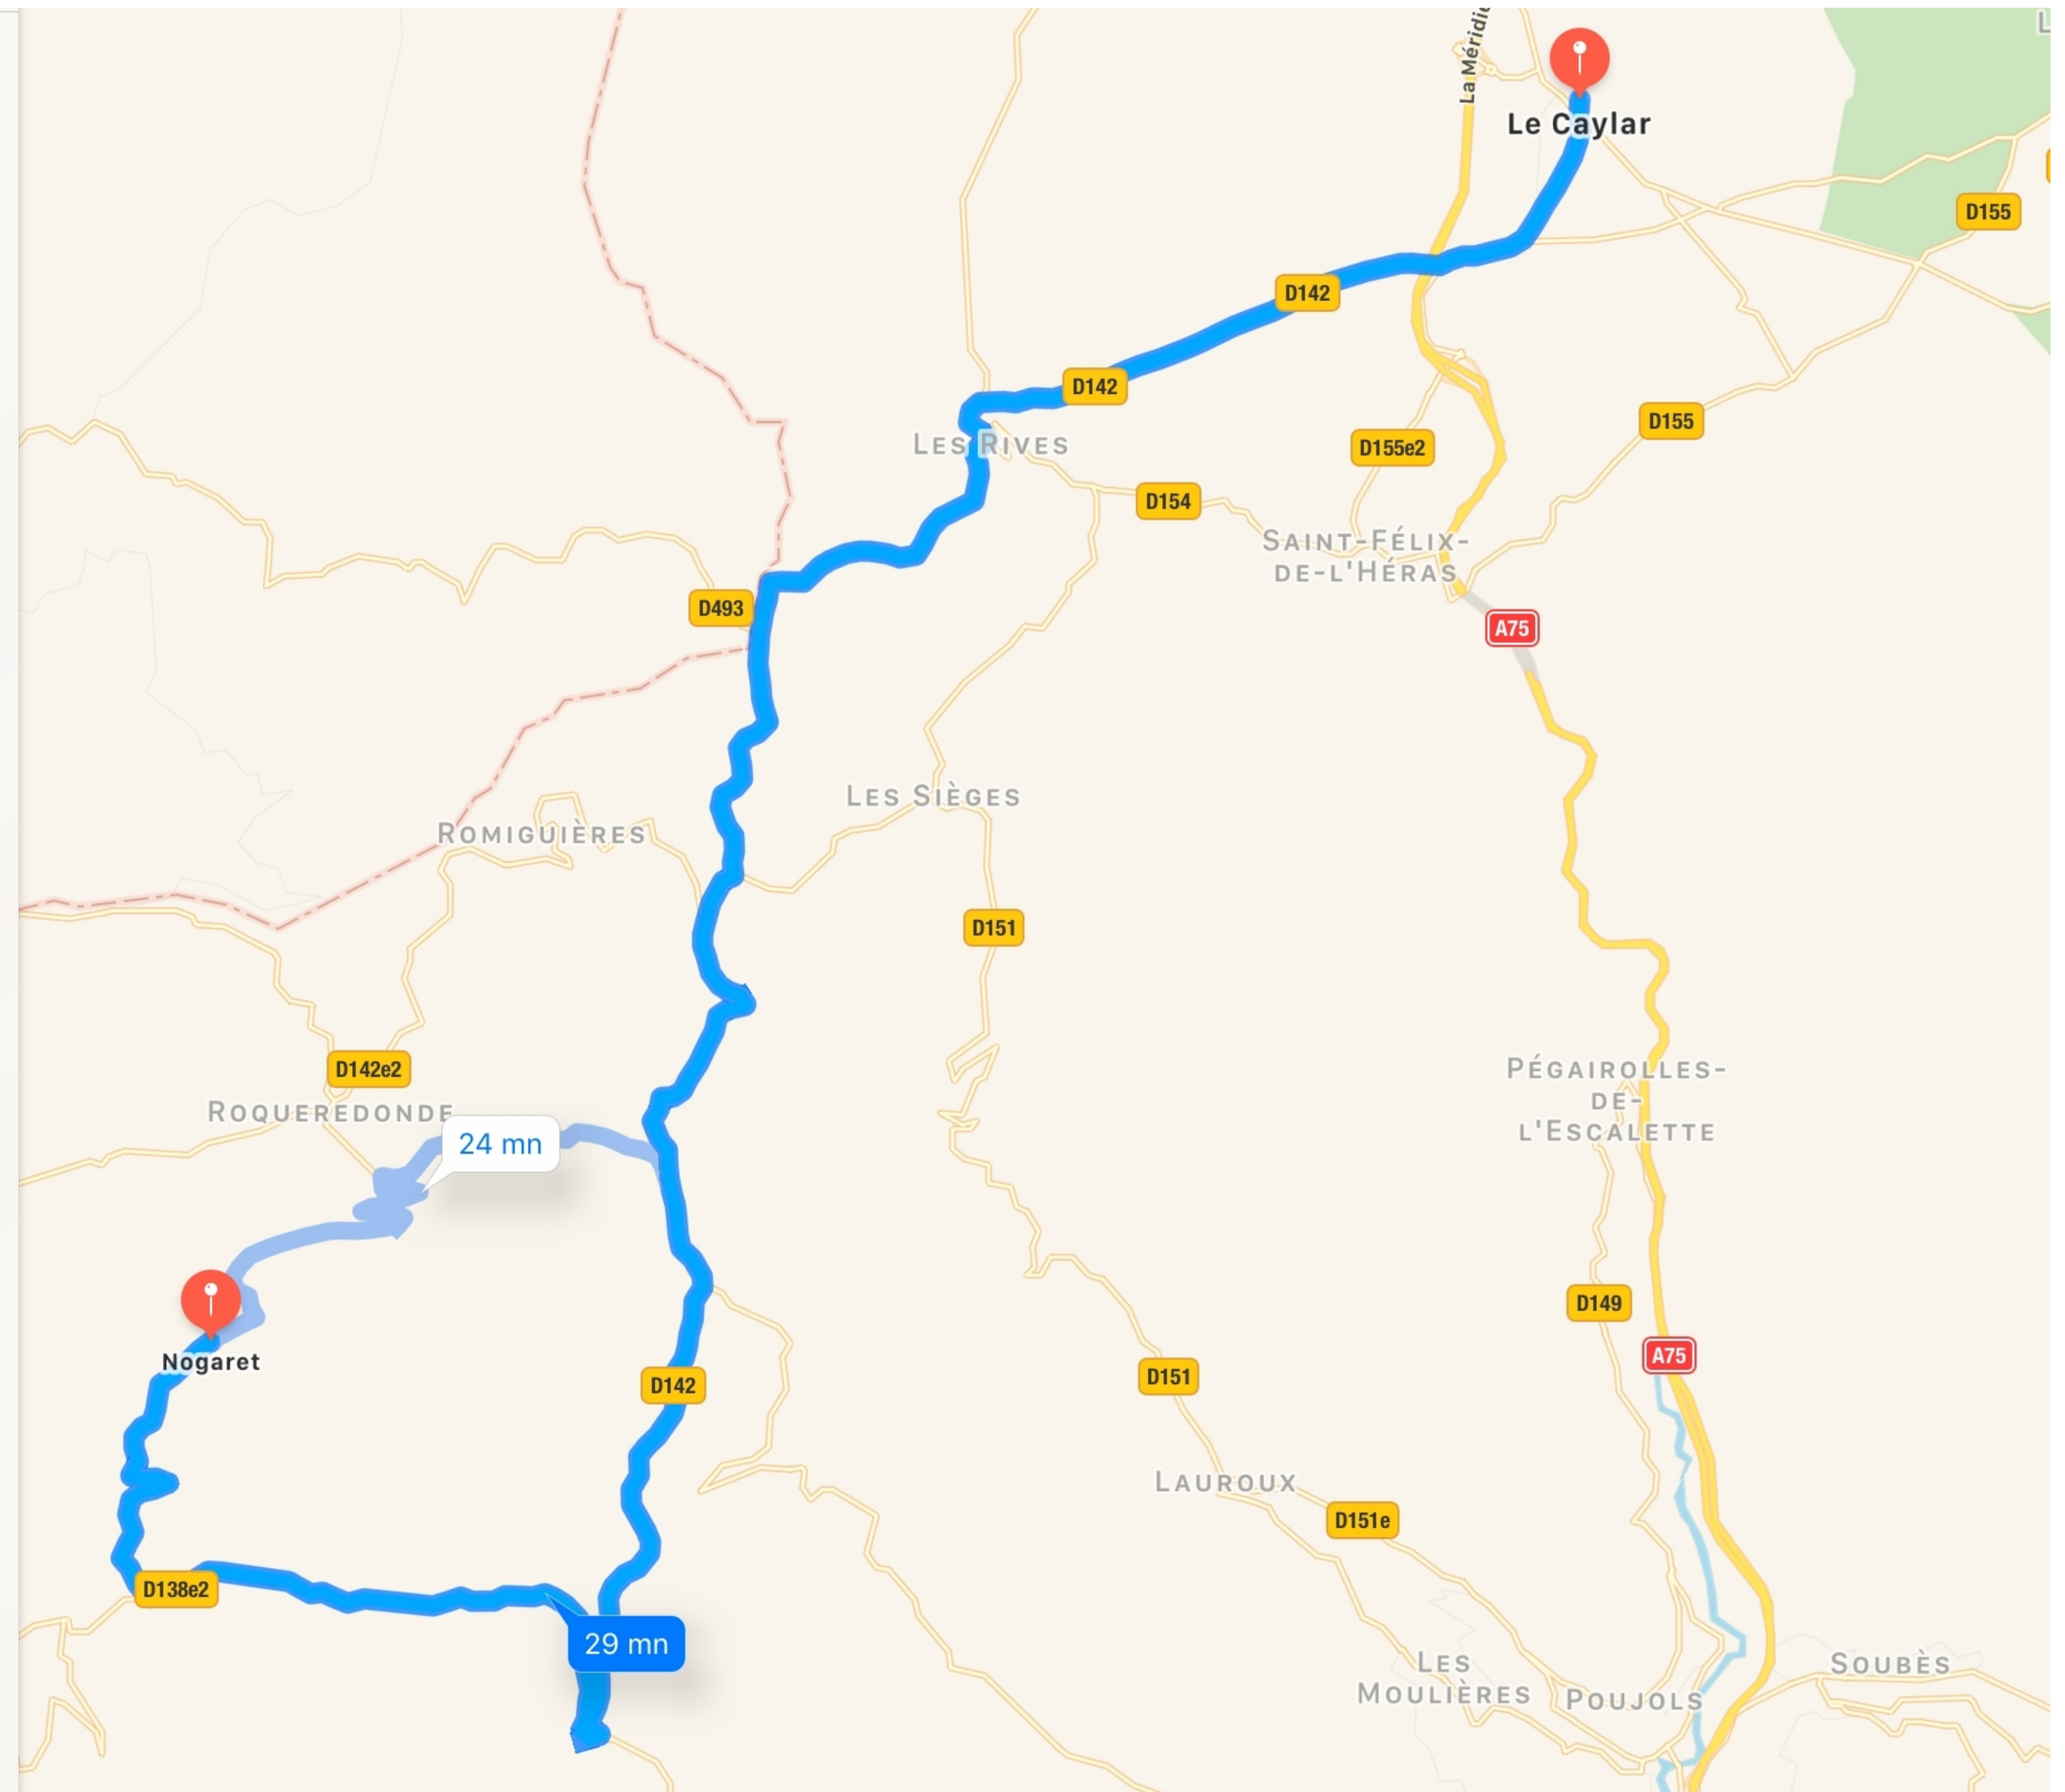 La Méridie
Le Caylar
D155
D142
D142
LES RIVES
D155e2
D155
D154
SAINT-FÉLIX-
DE-L'HÉRAS
D493
A75
LES SIÈGES
ROMIGUIÈRES
D151
D142e2
ROQUEREDONDE
PÉGAIROLLES-
DE-
L'ESCALETTE
24 mn
D149
Nogaret
A75
D142
D151
LAUROUX
D151e
D138e2
29 mn
LES
MOULIÈRES
POUJOLS
SOUBÈS